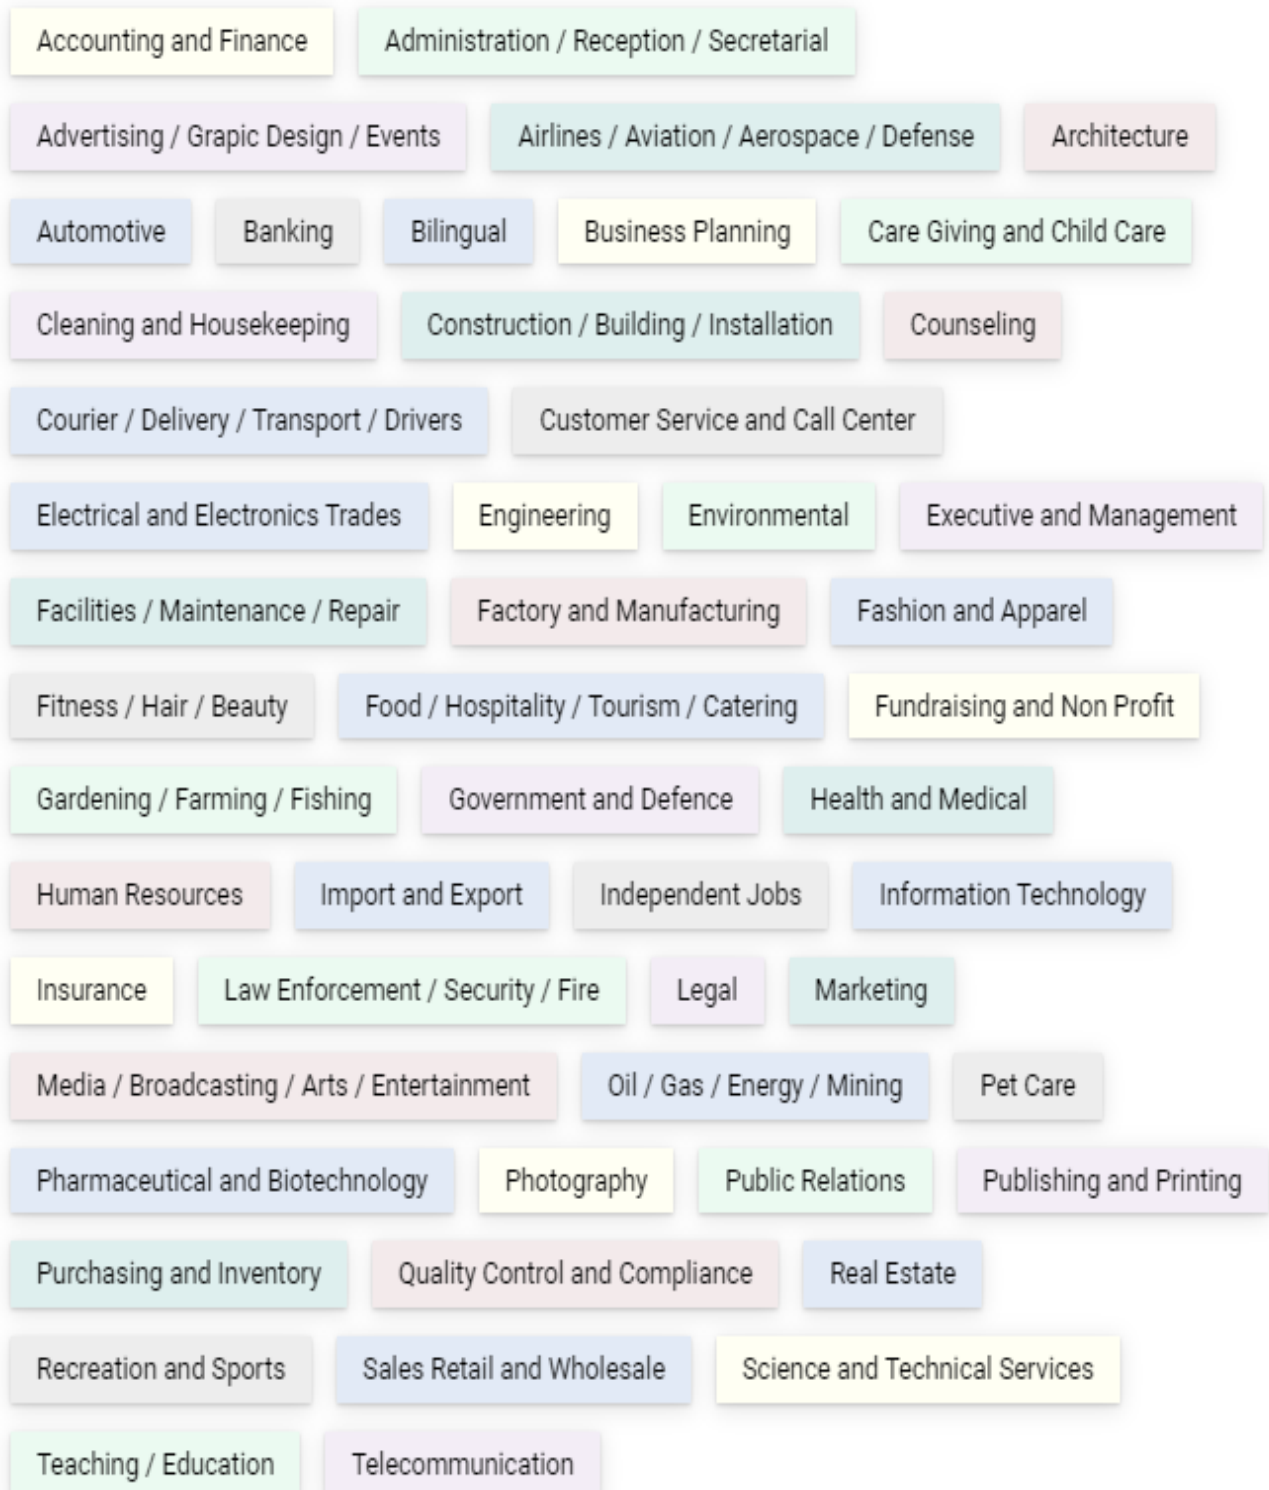 Accounting and Finance Administration / Reception / Secretarial
Advertising / Grapic Design / Events Airlines / Aviation / Aerospace / Defense Architecture
Automotive Banking Bilingual Business Planning Care Giving and Child Care
Cleaning and Housekeeping Construction / Building / Installation Counseling
Courier / Delivery / Transport / Drivers Customer Service and Call Center
Electrical and Electronics Trades Engineering Environmental Executive and Management
Facilities / Maintenance / Repair Factory and Manufacturing Fashion and Apparel
Fitness / Hair / Beauty Food / Hospitality / Tourism / Catering Fundraising and Non Profit
Gardening / Farming / Fishing Government and Defence Health and Medical
Human Resources Import and Export Independent Jobs Information Technology
Insurance Law Enforcement / Security / Fire Legal Marketing
Media / Broadcasting / Arts / Entertainment Oil / Gas / Energy / Mining Pet Care
Pharmaceutical and Biotechnology Photography Public Relations Publishing and Printing
Purchasing and Inventory Quality Control and Compliance Real Estate
Recreation and Sports Sales Retail and Wholesale Science and Technical Services
Teaching / Education Telecommunication